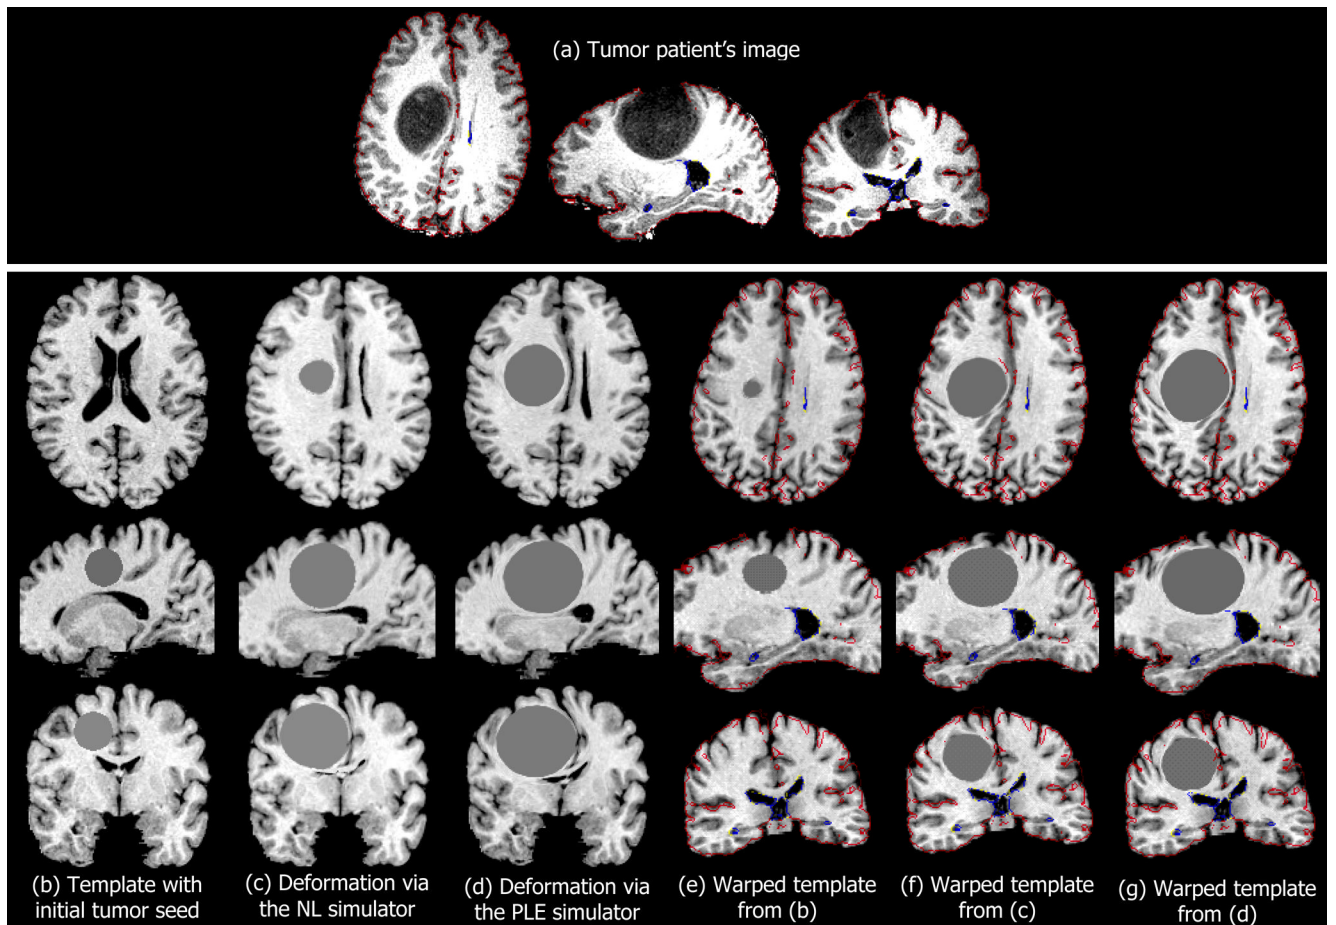 (a) Tumor patient's image
(b) Template with
initial tumor seed
(c) Deformation via
the NL simulator
(d) Deformation via
the PLE simulator
(e) Warped template
from (b)
(f) Warped template
from (c)
(g) Warped template
from (d)